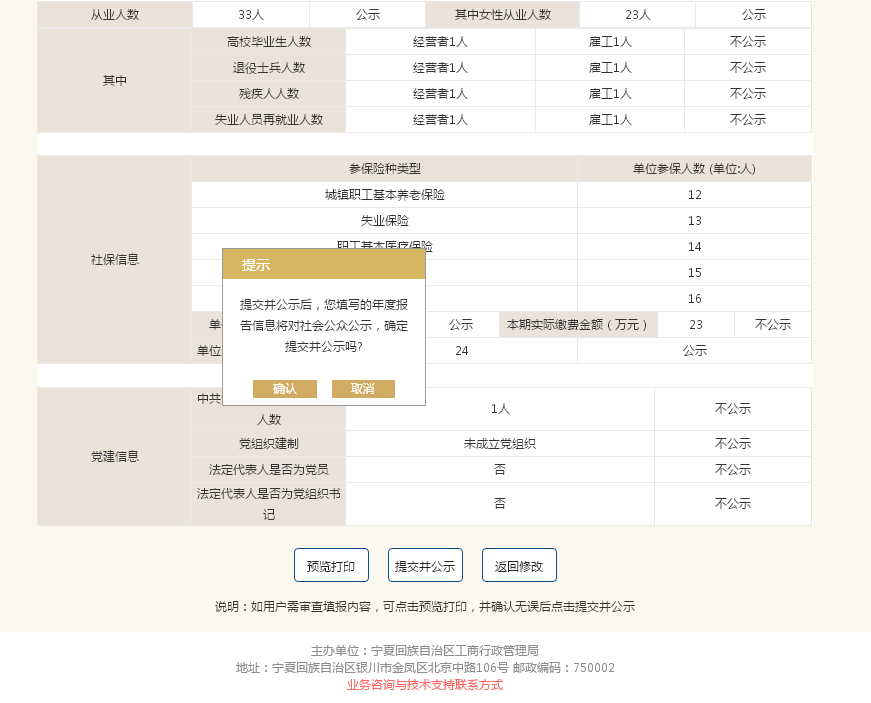 从业人数 33人 公示 其中女性从业人数 23人 公示
其中
高校毕业生人数 经营者1人 雇工1人 不公示
退役士兵人数 经营者1人 雇工1人 不公示
残疾人人数 经营者1人 雇工1人 不公示
失业人员再就业人数 经营者1人 雇工1人 不公示
参保险种类型 单位参保人数 (单位:人)
社保信息
城镇职工基本养老保险 12
失业保险 13
职工基本医疗保险 14
15
16
公示 本期实际缴费金额（万元） 23 不公示
单位 24 公示
提示
提交并公示后，您填写的年度报
告信息将对社会公众公示，确定
提交并公示吗?
确认 取消
党建信息
中共
人数 1人 不公示
党组织建制 未成立党组织 不公示
法定代表人是否为党员 否 不公示
法定代表人是否为党组织书
记 否 不公示
预览打印 提交并公示 返回修改
说明：如用户需审查填报内容，可点击预览打印，并确认无误后点击提交并公示
主办单位：宁夏回族自治区工商行政管理局
地址：宁夏回族自治区银川市金凤区北京中路106号 邮政编码：750002
业务咨询与技术支持联系方式